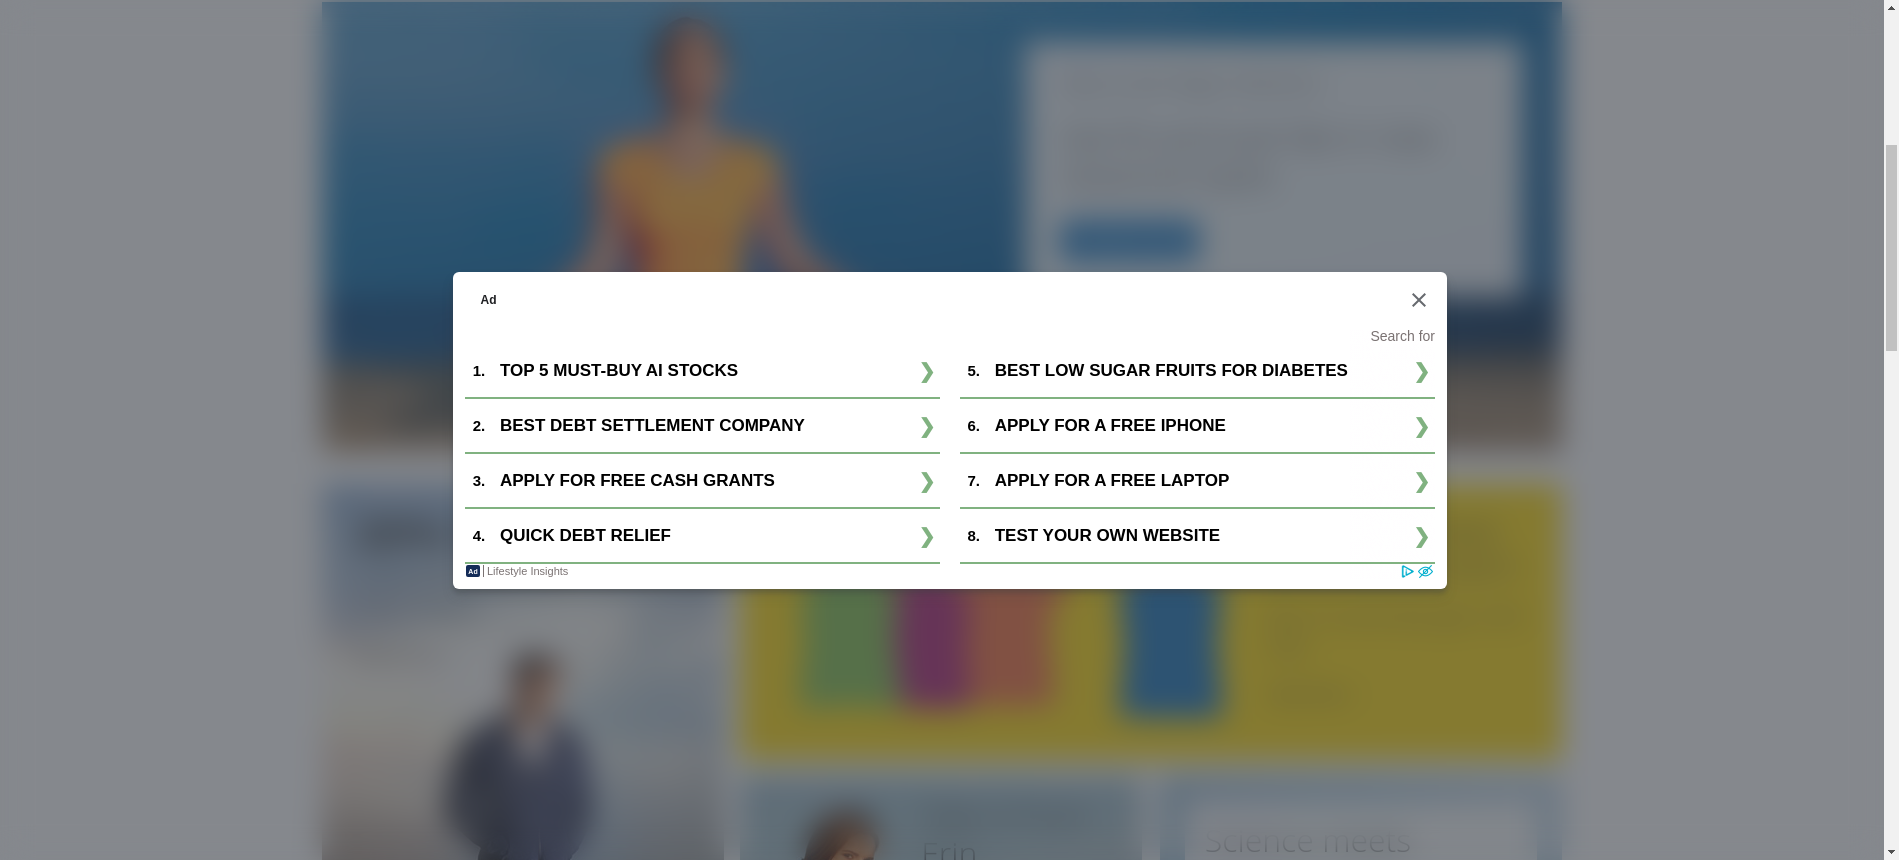 Ad
Search for
1. TOP 5 MUST-BUY AI STOCKS
2. BEST DEBT SETTLEMENT COMPANY
3. APPLY FOR FREE CASH GRANTS
4. QUICK DEBT RELIEF
5. BEST LOW SUGAR FRUITS FOR DIABETES
6. APPLY FOR A FREE IPHONE
7. APPLY FOR A FREE LAPTOP
8. TEST YOUR OWN WEBSITE
Ad | Lifestyle Insights
Erin
Science meets